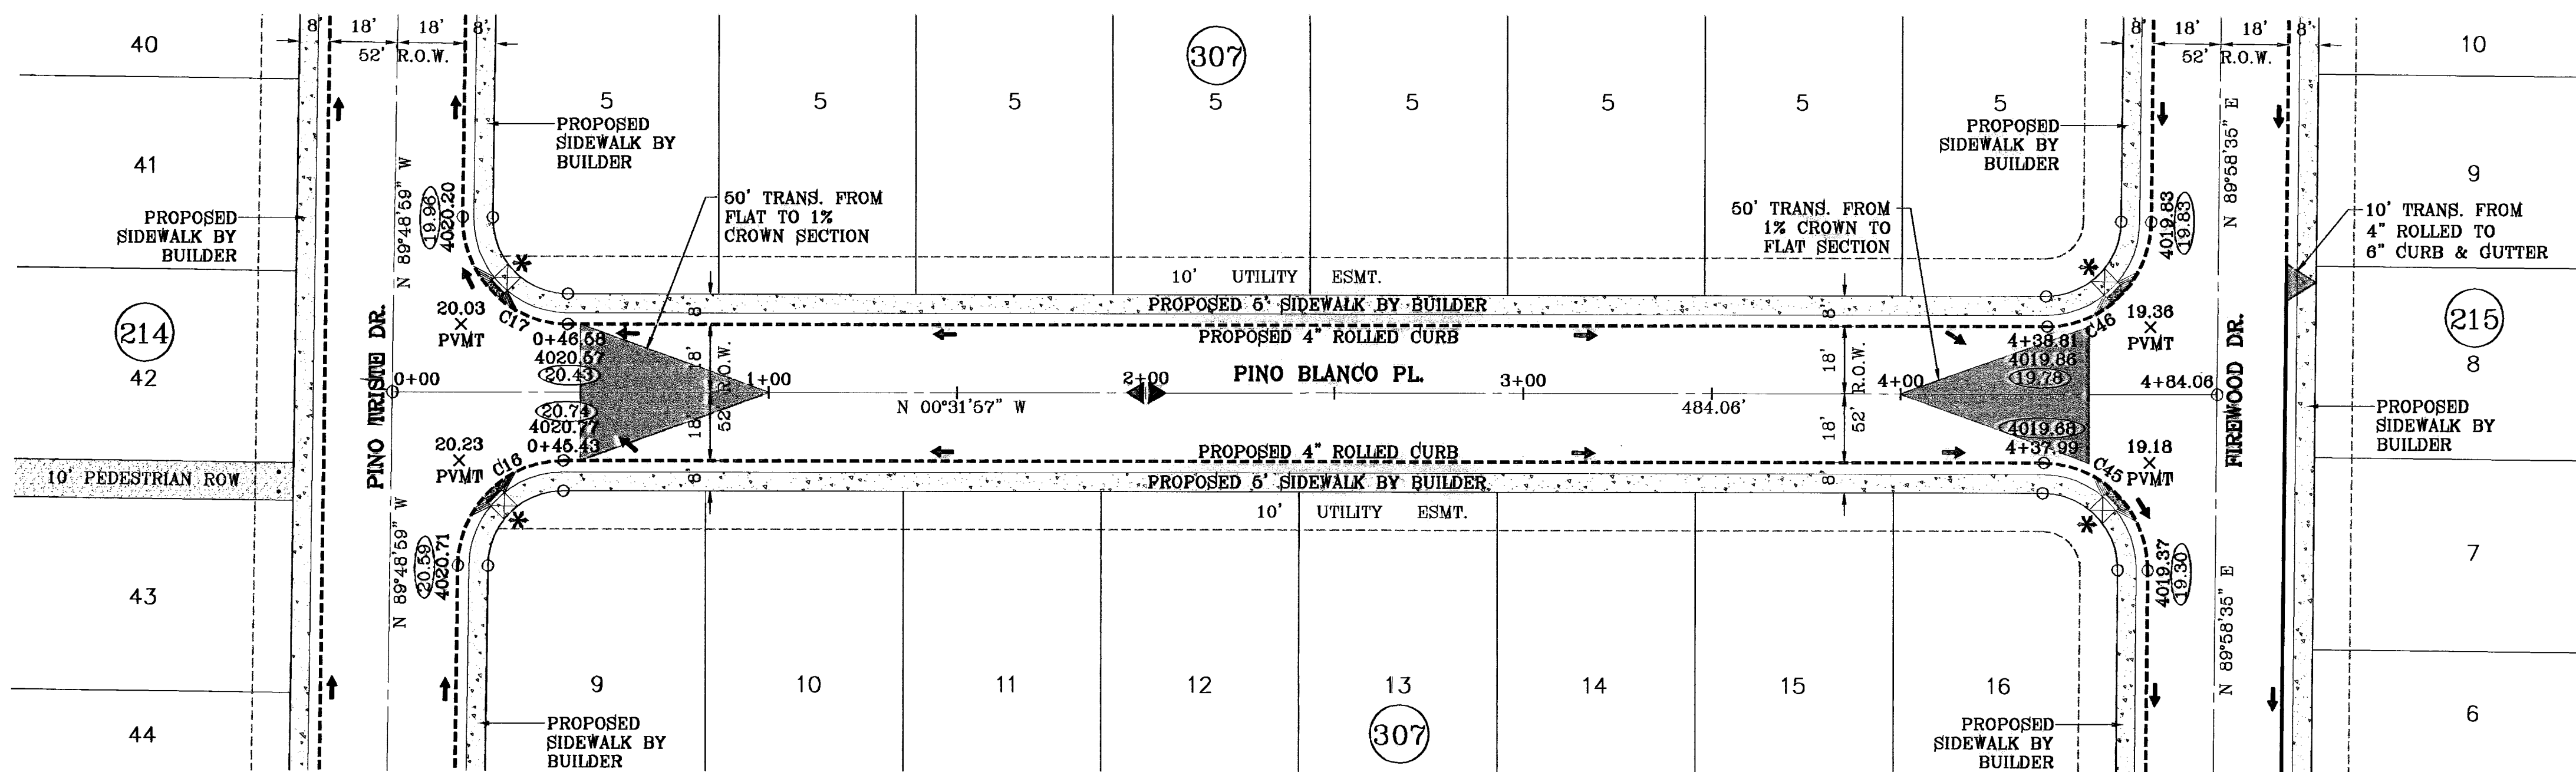 40
8'
18'
18'
8'
52' R.O.W.
307
8'
18'
18'
8'
52' R.O.W.
10
5
5
5
5
5
5
5
5
PROPOSED
SIDEWALK BY
BUILDER
PROPOSED
SIDEWALK BY
BUILDER
41
9
PROPOSED
SIDEWALK BY
BUILDER
N 89°48'59" W
19.96
4020.20
50' TRANS. FROM
FLAT TO 1%
CROWN SECTION
50' TRANS. FROM
1% CROWN TO
FLAT SECTION
4019.83
19.83
N 89°58'35" E
10' TRANS. FROM
4" ROLLED TO
6" CURB & GUTTER
10' UTILITY ESMT.
PROPOSED 5' SIDEWALK BY BUILDER
PROPOSED 4" ROLLED CURB
8'
8'
214
215
20.03
PVMT
C17
0+46.58
4020.57
20.43
C46
19.36
PVMT
4+38.81
4019.86
19.78
42
8
PINO TRISTE DR.
0+00
1+00
2+00
PINO BLANCO PL.
3+00
4+00
4+84.06
FIREWOOD DR.
18'
18'
52' R.O.W.
18'
18'
52' R.O.W.
N 00°31'57" W
484.06'
20.74
4020.77
0+45.43
20.23
PVMT
C16
4019.68
4+37.99
C45
19.18
PVMT
PROPOSED
SIDEWALK BY
BUILDER
PROPOSED 4" ROLLED CURB
PROPOSED 5' SIDEWALK BY BUILDER
8'
8'
10' UTILITY ESMT.
10' PEDESTRIAN ROW
N 89°48'59" W
20.59
4020.71
4019.37
19.30
N 89°58'35" E
43
7
9
10
11
12
13
14
15
16
307
44
6
PROPOSED
SIDEWALK BY
BUILDER
PROPOSED
SIDEWALK BY
BUILDER